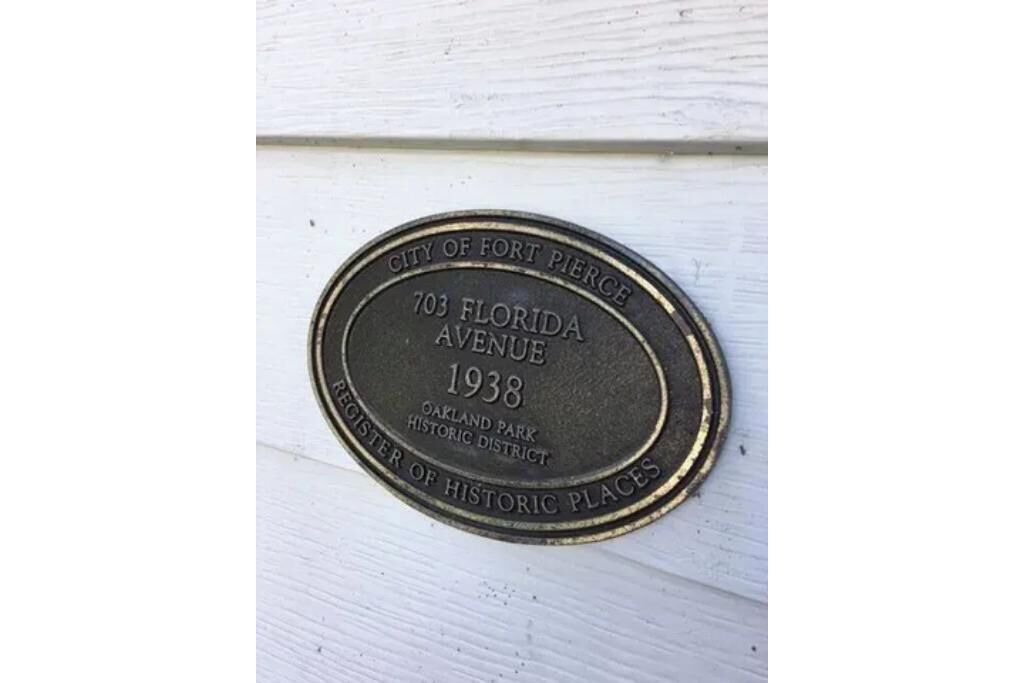 CITY OF FORT PIERCE
703 FLORIDA
AVENUE
1938
OAKLAND PARK
HISTORIC DISTRICT
REGISTER OF HISTORIC PLACES